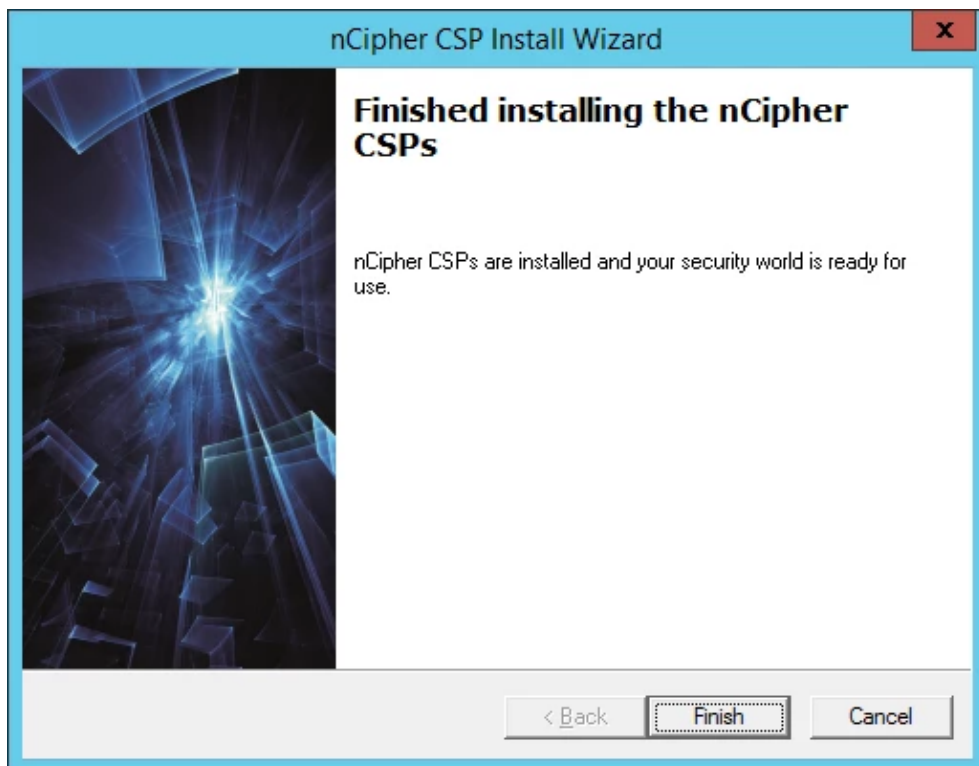 nCipher CSP Install Wizard
x
Finished installing the nCipher
CSPs
nCipher CSPs are installed and your security world is ready for
use.
< Back
Finish
Cancel